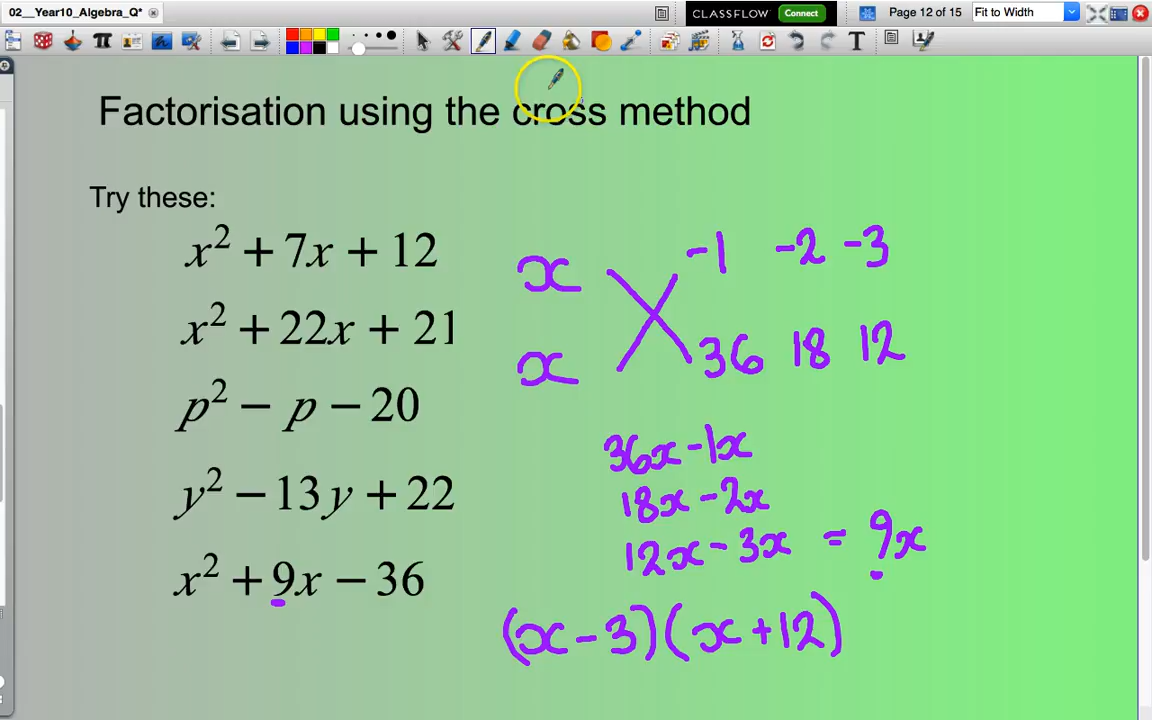 02__Year10_Algebra_Q*
CLASSFLOW Connect
Page 12 of 15
Fit to Width
Factorisation using the cross method
Try these:
x² + 7x + 12
x² + 22x + 21
p² − p − 20
y² − 13y + 22
x² + 9x − 36
x -1 -2 -3
x 36 18 12
36x - 1x
18x - 2x
12x - 3x = 9x
(x - 3)(x + 12)